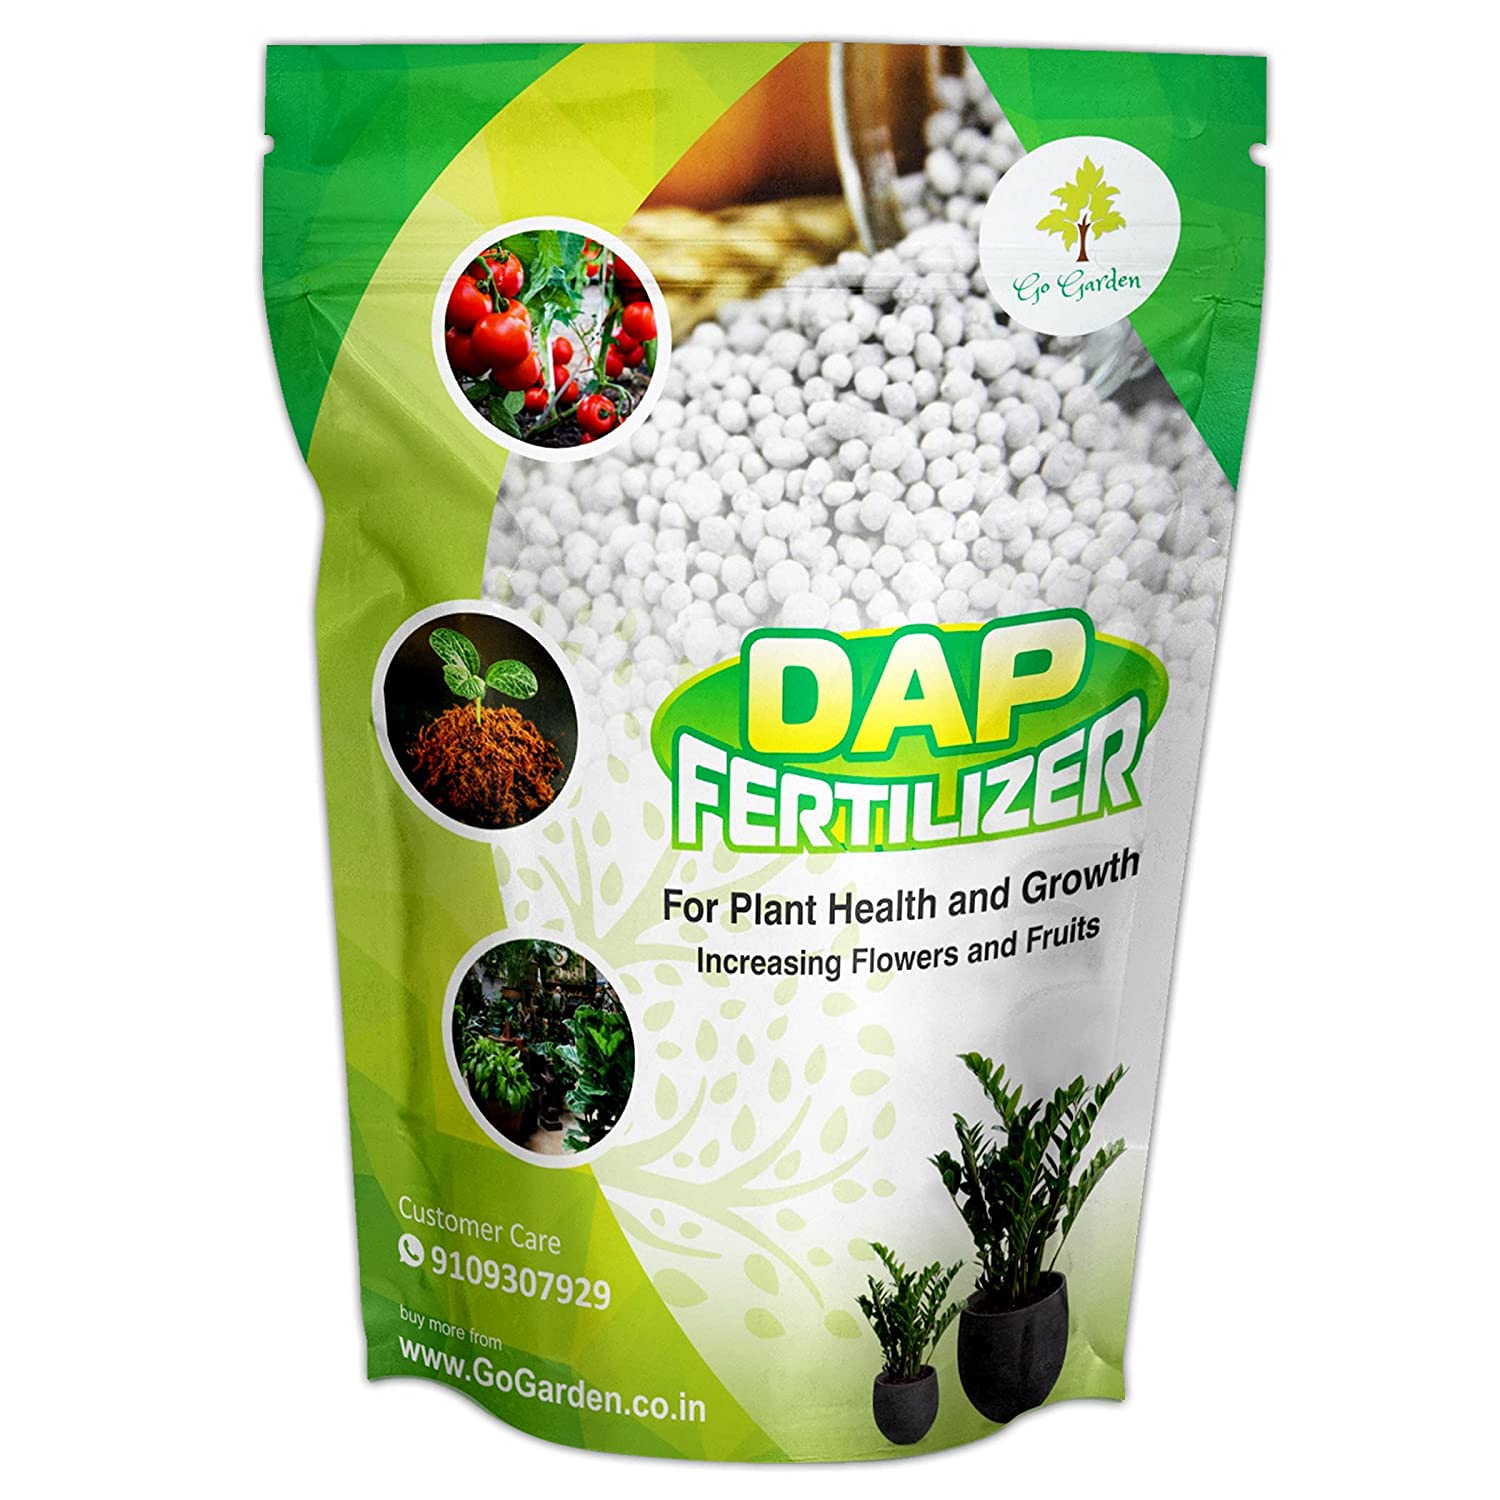 Go Garden
DAP
FERTILIZER
For Plant Health and Growth
Increasing Flowers and Fruits
Customer Care
9109307929
buy more from
www.GoGarden.co.in